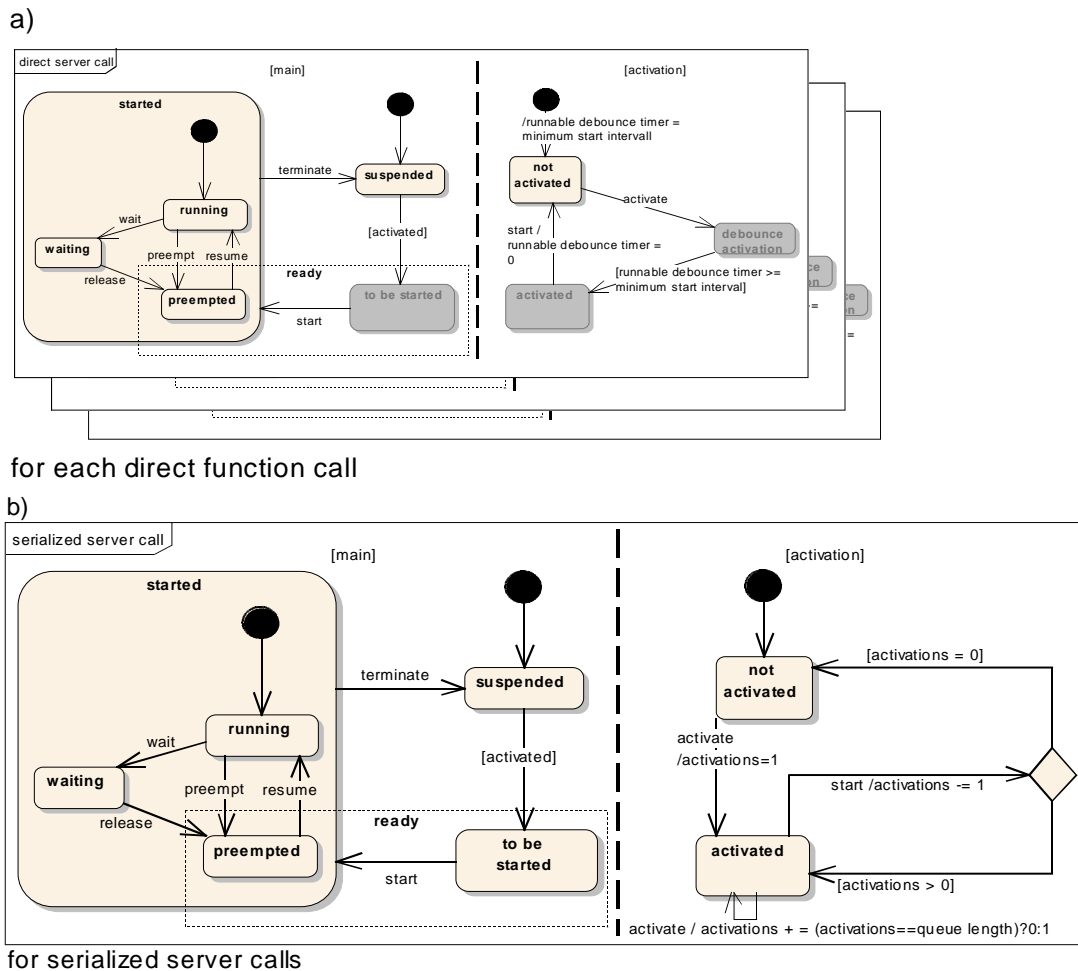 a)
direct server call
[main]
[activation]
started
/runnable debounce timer =
minimum start intervall
terminate
suspended
not
activated
running
wait
waiting
preempt
resume
release
[activated]
ready
preempted
to be started
start
activate
start /
runnable debounce timer =
0
debounce
activation
[runnable debounce timer >=
minimum start interval]
activated
ce
on
=
ce
on
=
for each direct function call
b)
serialized server call
[main]
[activation]
started
terminate
suspended
not
activated
[activations = 0]
running
wait
waiting
preempt
resume
release
[activated]
activate
/activations=1
start /activations -= 1
ready
preempted
to be
started
start
activated
[activations > 0]
activate / activations + = (activations==queue length)?0:1
for serialized server calls